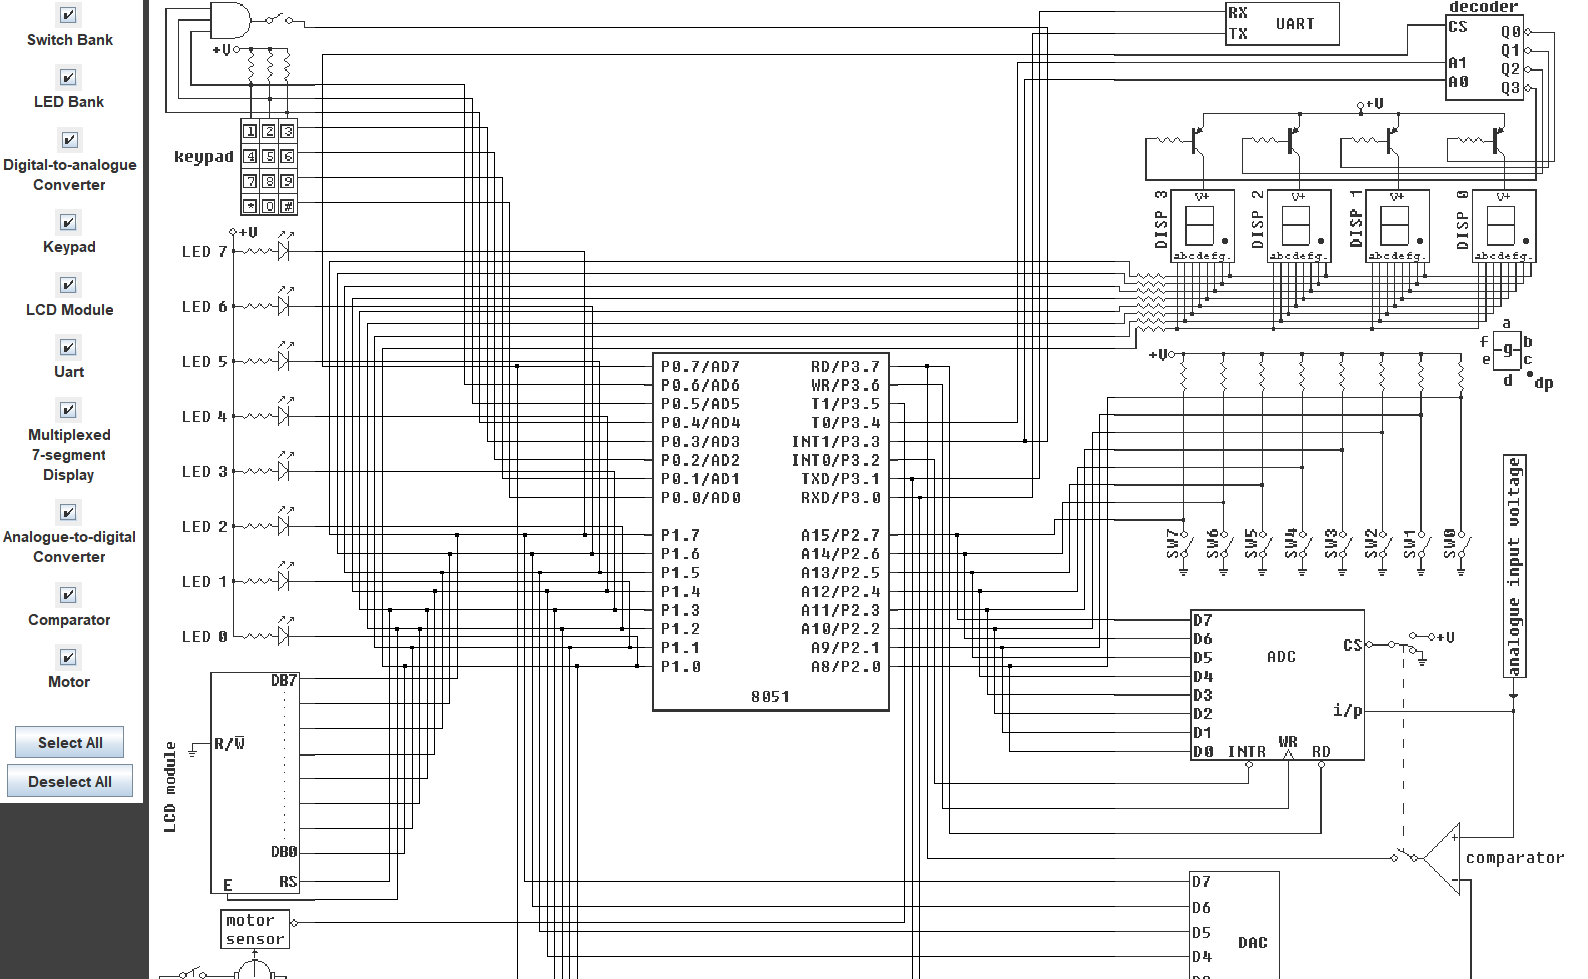 Switch Bank
LED Bank
Digital-to-analogue
Converter
Keypad
LCD Module
Uart
Multiplexed
7-segment
Display
Analogue-to-digital
Converter
Comparator
Motor
Select All
Deselect All
+V
keypad
1 2 3
4 5 6
7 8 9
* 0 #
+V
LED 7
LED 6
LED 5
LED 4
LED 3
LED 2
LED 1
LED 0
LCD module
DB7
R/W̅
DB0
RS
E
motor
sensor
P0.7/AD7
P0.6/AD6
P0.5/AD5
P0.4/AD4
P0.3/AD3
P0.2/AD2
P0.1/AD1
P0.0/AD0
P1.7
P1.6
P1.5
P1.4
P1.3
P1.2
P1.1
P1.0
RD/P3.7
WR/P3.6
T1/P3.5
T0/P3.4
INT1/P3.3
INT0/P3.2
TXD/P3.1
RXD/P3.0
A15/P2.7
A14/P2.6
A13/P2.5
A12/P2.4
A11/P2.3
A10/P2.2
A9/P2.1
A8/P2.0
8051
RX
TX
UART
decoder
CS
A1
A0
Q0
Q1
Q2
Q3
+V
DISP 3
V+
abcdefg.
DISP 2
V+
abcdefg.
DISP 1
V+
abcdefg.
DISP 0
V+
abcdefg.
a
f
b
g
e
c
d
dp
+V
SW7
SW6
SW5
SW4
SW3
SW2
SW1
SW0
analogue input voltage
D7
D6
D5
D4
D3
D2
D1
D0
ADC
CS
+V
i/p
INTR
WR
RD
+
-
comparator
D7
D6
D5
D4
DAC